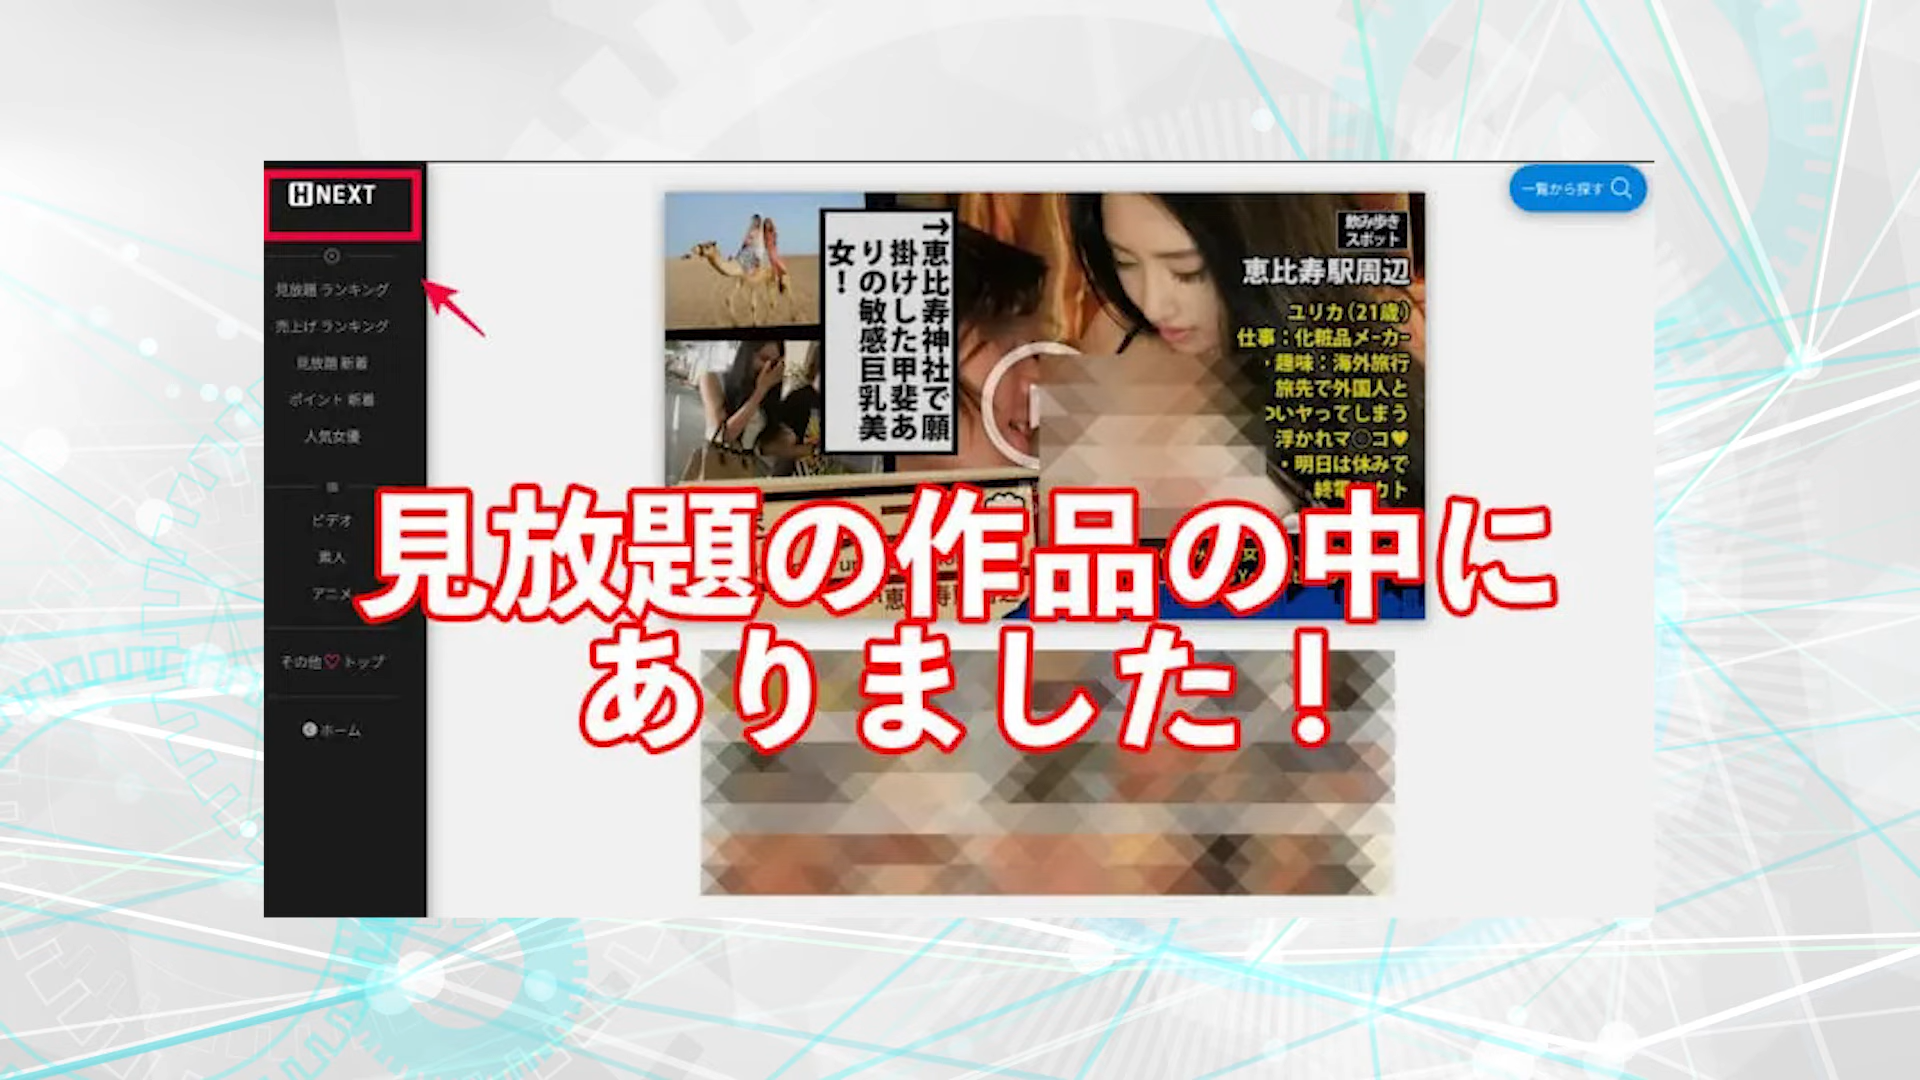 HNEXT
見放題 ランキング
売上げ ランキング
見放題 新着
ポイント 新着
人気女優
ビデオ
素人
アニメ
その他♡トップ
ホーム
一覧から探す
→恵比寿神社で願
掛けした甲斐あ
りの敏感巨乳美
女！
飲み歩き
スポット
恵比寿駅周辺
ユリカ（21歳）
仕事：化粧品メーカー
・趣味：海外旅行
旅先で外国人と
ついヤってしまう
浮かれマ〇コ♥
・明日は休みで
見放題の作品の中に
ありました！